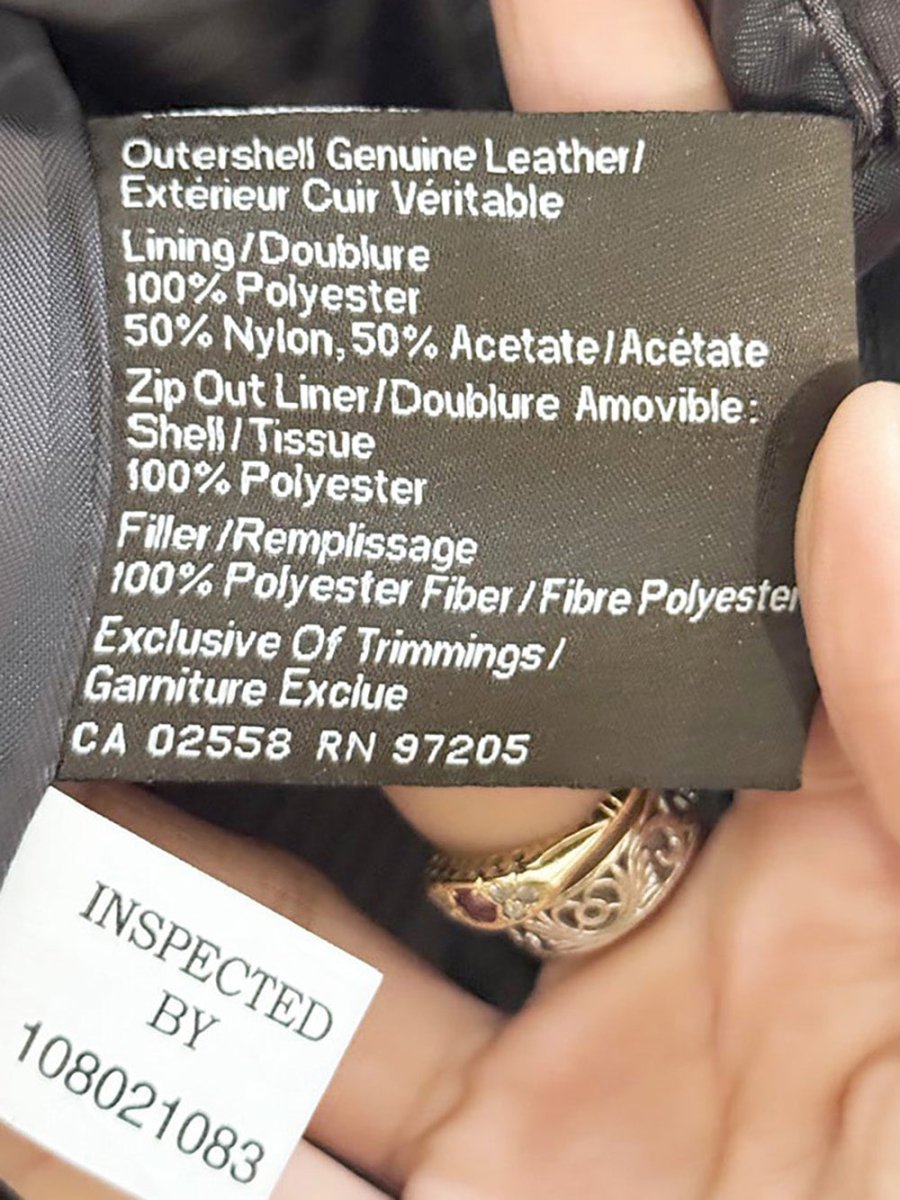 Outershell Genuine Leather/
Extérieur Cuir Véritable
Lining/Doublure
100% Polyester
50% Nylon, 50% Acetate/Acétate
Zip Out Liner/Doublure Amovible:
Shell/Tissue
100% Polyester
Filler/Remplissage
100% Polyester Fiber/Fibre Polyester
Exclusive Of Trimmings/
Garniture Exclue
CA 02558 RN 97205
INSPECTED
BY
108021083